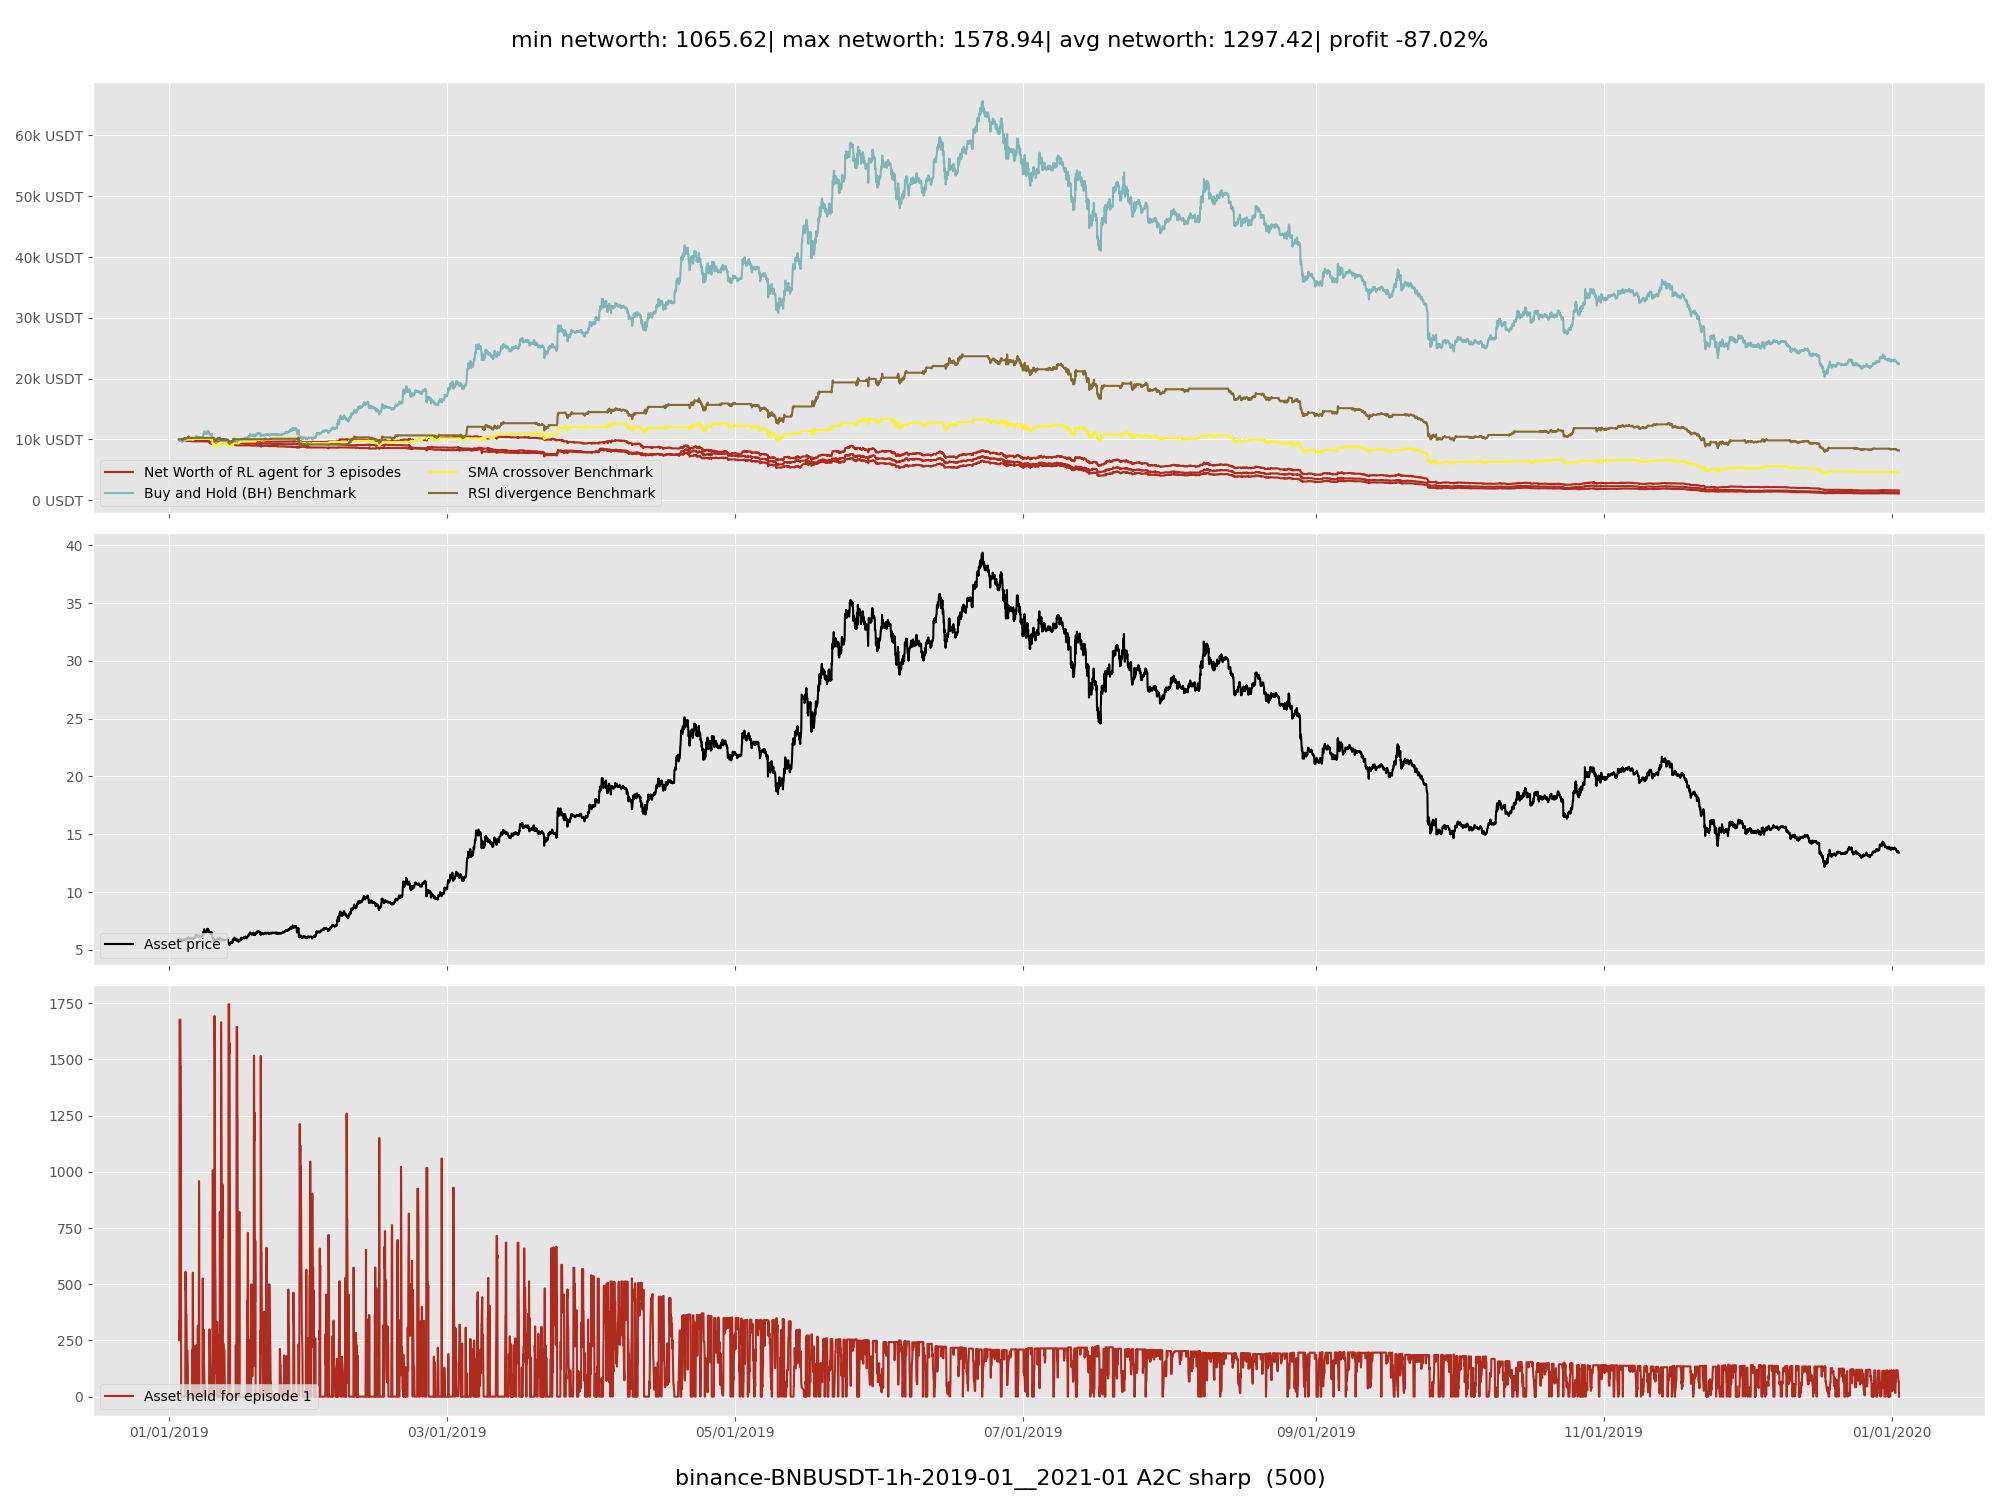 min networth: 1065.62| max networth: 1578.94| avg networth: 1297.42| profit -87.02%
60k USDT
50k USDT
40k USDT
30k USDT
20k USDT
10k USDT
0 USDT
Net Worth of RL agent for 3 episodes
Buy and Hold (BH) Benchmark
SMA crossover Benchmark
RSI divergence Benchmark
40
35
30
25
20
15
10
5
Asset price
1750
1500
1250
1000
750
500
250
0
Asset held for episode 1
01/01/2019 03/01/2019 05/01/2019 07/01/2019 09/01/2019 11/01/2019 01/01/2020
binance-BNBUSDT-1h-2019-01__2021-01 A2C sharp (500)